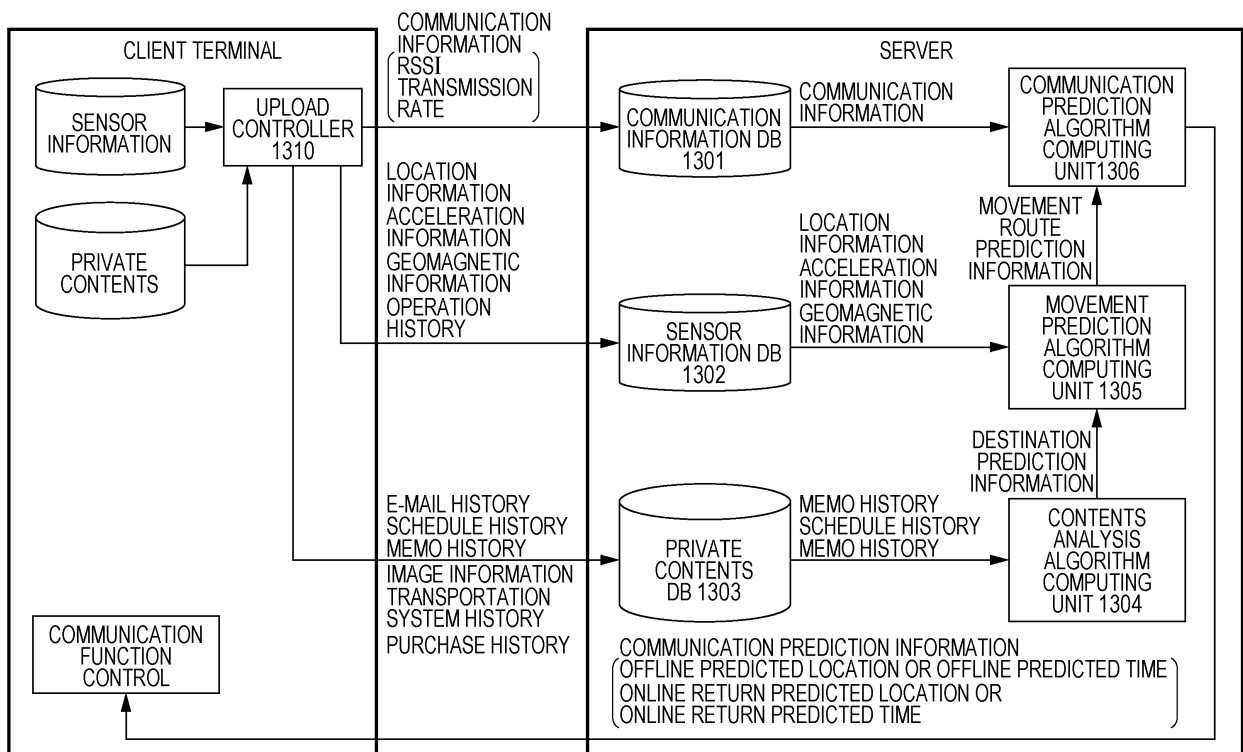 CLIENT TERMINAL
SENSOR
INFORMATION
PRIVATE
CONTENTS
UPLOAD
CONTROLLER
1310
COMMUNICATION
FUNCTION
CONTROL
COMMUNICATION
INFORMATION
RSSI
TRANSMISSION
RATE
LOCATION
INFORMATION
ACCELERATION
INFORMATION
GEOMAGNETIC
INFORMATION
OPERATION
HISTORY
E-MAIL HISTORY
SCHEDULE HISTORY
MEMO HISTORY
IMAGE INFORMATION
TRANSPORTATION
SYSTEM HISTORY
PURCHASE HISTORY
SERVER
COMMUNICATION
INFORMATION DB
1301
COMMUNICATION
INFORMATION
COMMUNICATION
PREDICTION
ALGORITHM
COMPUTING
UNIT1306
MOVEMENT
ROUTE
PREDICTION
INFORMATION
SENSOR
INFORMATION DB
1302
LOCATION
INFORMATION
ACCELERATION
INFORMATION
GEOMAGNETIC
INFORMATION
MOVEMENT
PREDICTION
ALGORITHM
COMPUTING
UNIT 1305
DESTINATION
PREDICTION
INFORMATION
PRIVATE
CONTENTS
DB 1303
MEMO HISTORY
SCHEDULE HISTORY
MEMO HISTORY
CONTENTS
ANALYSIS
ALGORITHM
COMPUTING
UNIT 1304
COMMUNICATION PREDICTION INFORMATION
OFFLINE PREDICTED LOCATION OR OFFLINE PREDICTED TIME
ONLINE RETURN PREDICTED LOCATION OR
ONLINE RETURN PREDICTED TIME